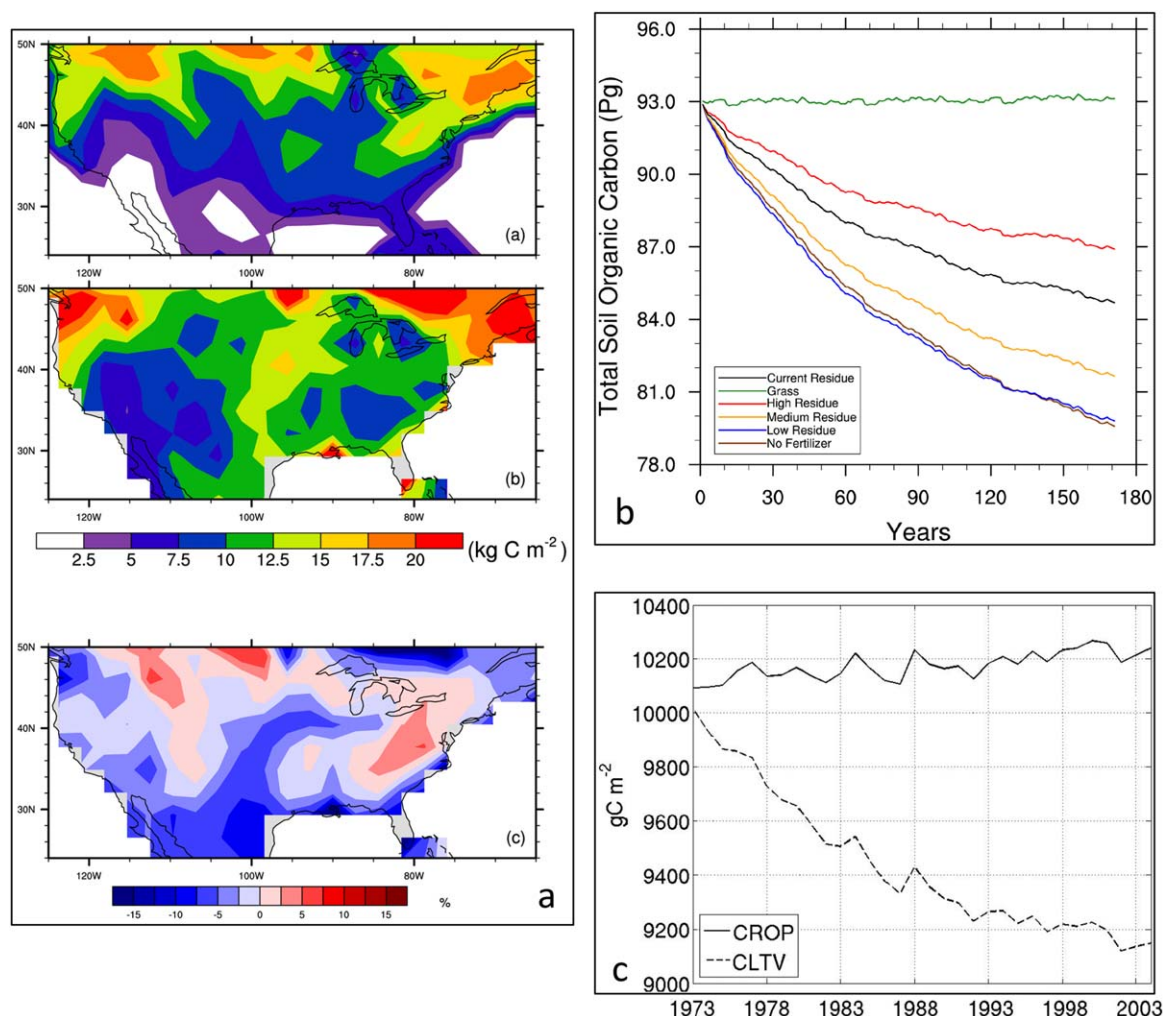 50N
40N
30N
(a)
120W 100W 80W
50N
40N
30N
(b)
120W 100W 80W
2.5 5 7.5 10 12.5 15 17.5 20 (kg C m-2)
50N
40N
30N
(c)
120W 100W 80W
-15 -10 -5 0 5 10 15 %
a
96.0
93.0
90.0
87.0
84.0
81.0
78.0
Total Soil Organic Carbon (Pg)
Current Residue
Grass
High Residue
Medium Residue
Low Residue
No Fertilizer
0 30 60 90 120 150 180
Years
b
10400
10200
10000
9800
9600
9400
9200
9000
gC m-2
CROP
CLTV
1973 1978 1983 1988 1993 1998 2003
c